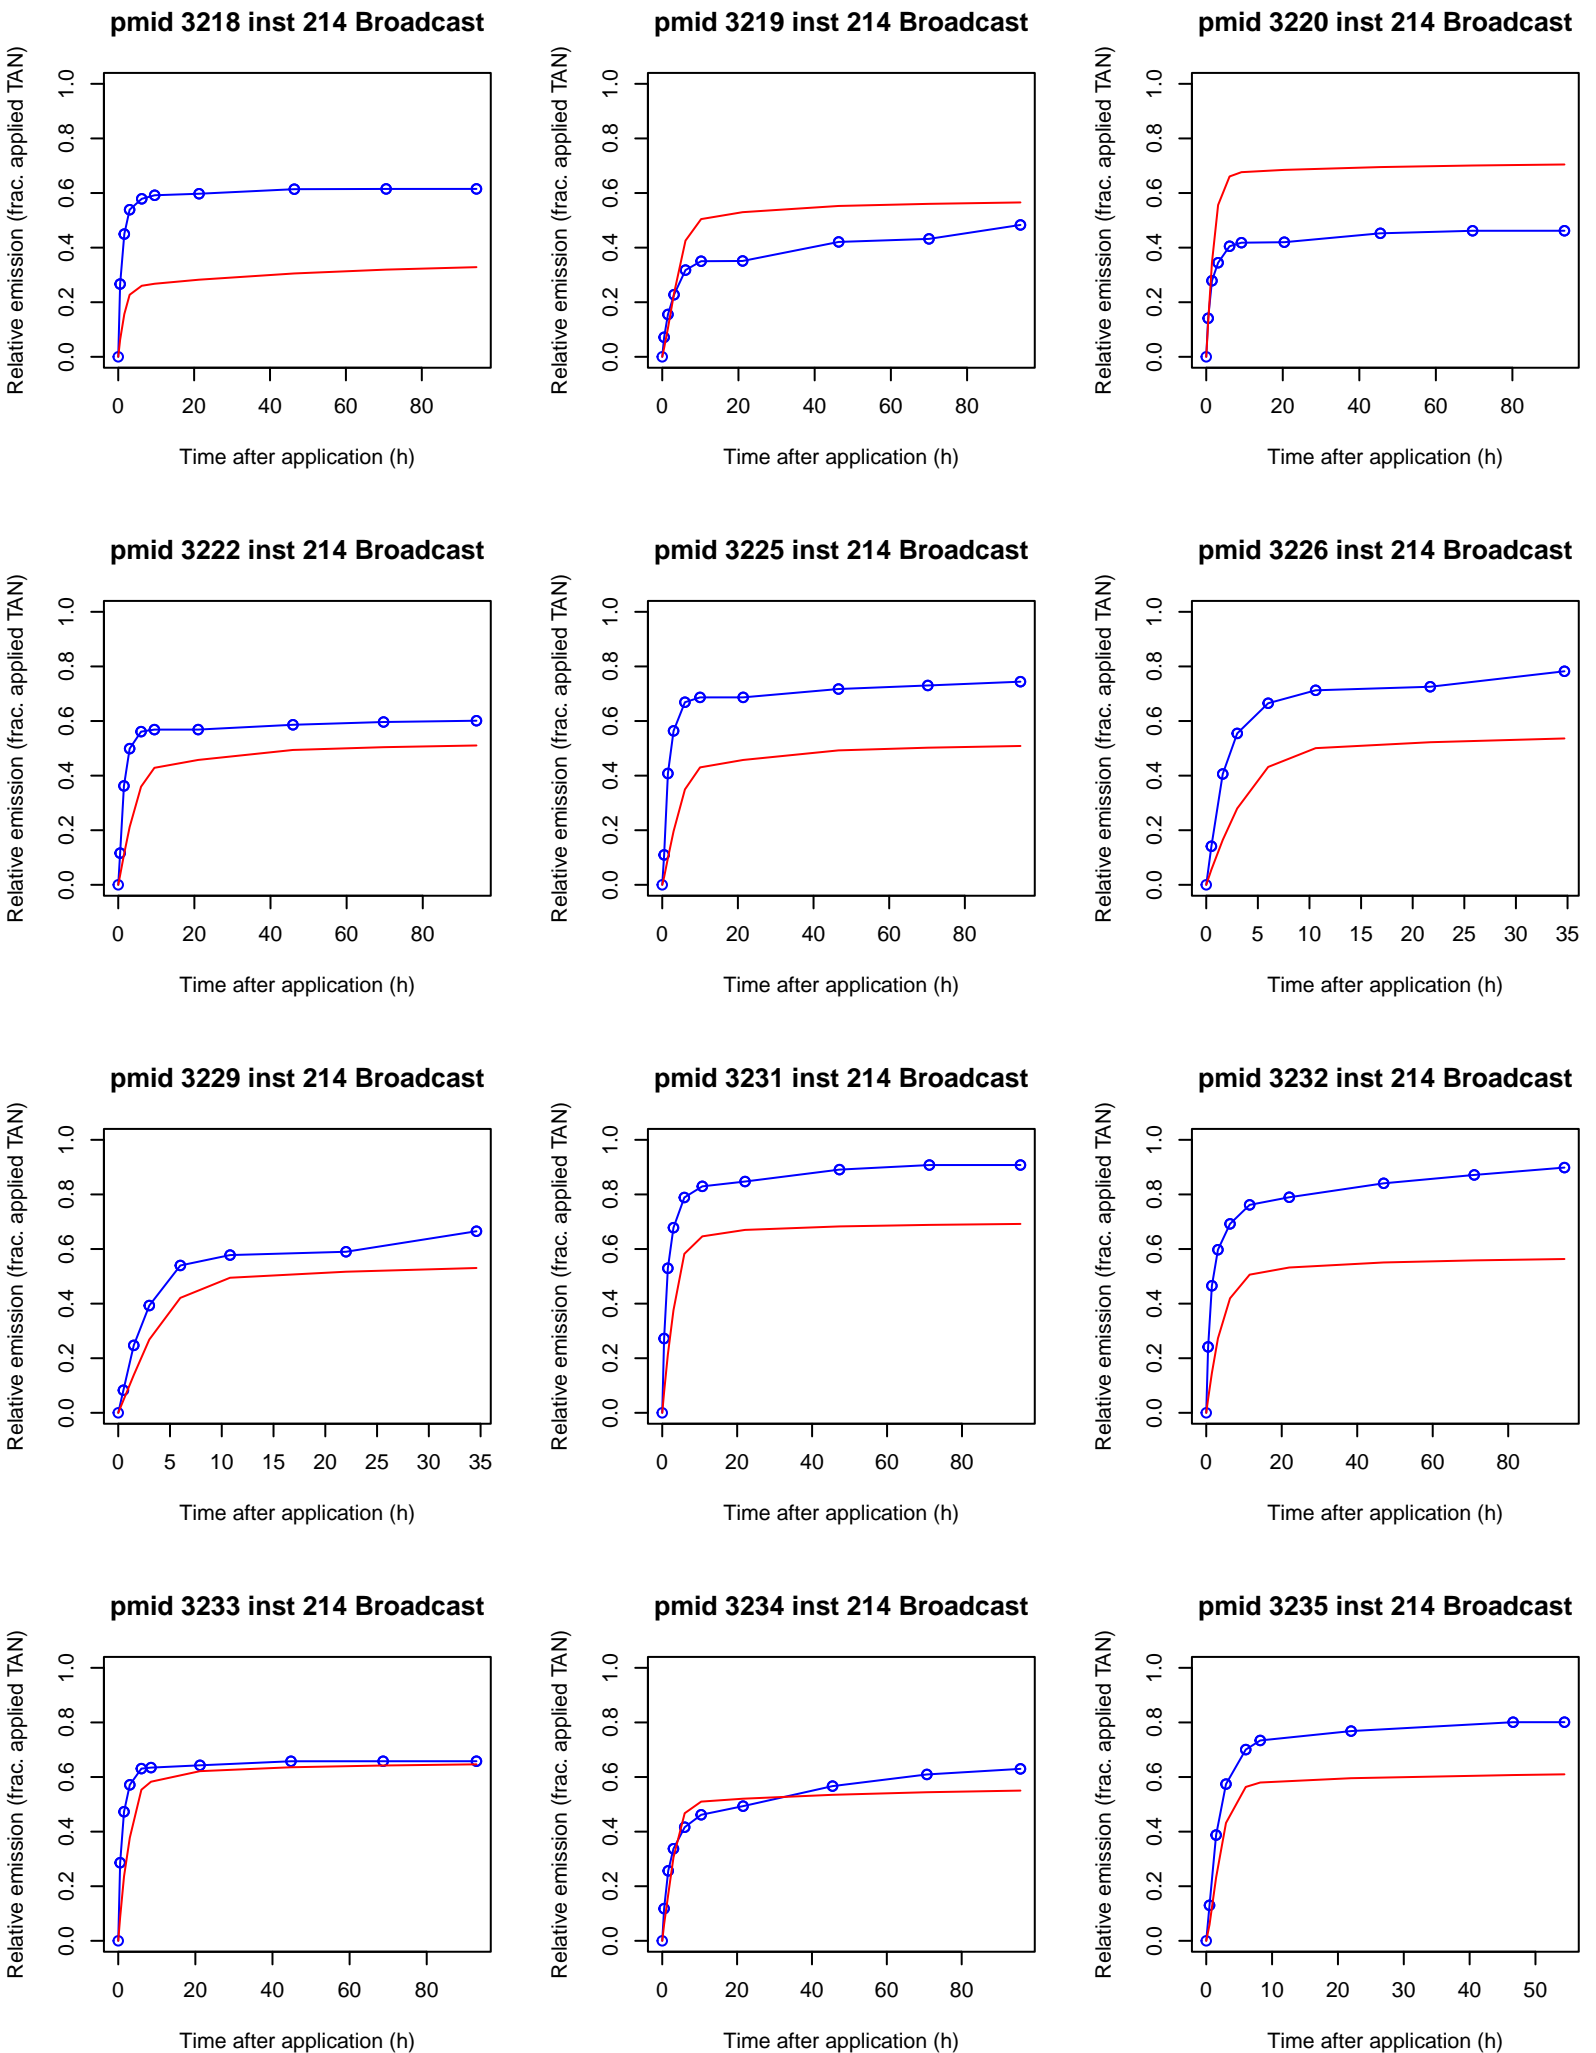 pmid 3218 inst 214 Broadcast
Relative emission (frac. applied TAN)
0.0 0.2 0.4 0.6 0.8 1.0
0 20 40 60 80
Time after application (h)
pmid 3219 inst 214 Broadcast
Relative emission (frac. applied TAN)
0.0 0.2 0.4 0.6 0.8 1.0
0 20 40 60 80
Time after application (h)
pmid 3220 inst 214 Broadcast
Relative emission (frac. applied TAN)
0.0 0.2 0.4 0.6 0.8 1.0
0 20 40 60 80
Time after application (h)
pmid 3222 inst 214 Broadcast
Relative emission (frac. applied TAN)
0.0 0.2 0.4 0.6 0.8 1.0
0 20 40 60 80
Time after application (h)
pmid 3225 inst 214 Broadcast
Relative emission (frac. applied TAN)
0.0 0.2 0.4 0.6 0.8 1.0
0 20 40 60 80
Time after application (h)
pmid 3226 inst 214 Broadcast
Relative emission (frac. applied TAN)
0.0 0.2 0.4 0.6 0.8 1.0
0 5 10 15 20 25 30 35
Time after application (h)
pmid 3229 inst 214 Broadcast
Relative emission (frac. applied TAN)
0.0 0.2 0.4 0.6 0.8 1.0
0 5 10 15 20 25 30 35
Time after application (h)
pmid 3231 inst 214 Broadcast
Relative emission (frac. applied TAN)
0.0 0.2 0.4 0.6 0.8 1.0
0 20 40 60 80
Time after application (h)
pmid 3232 inst 214 Broadcast
Relative emission (frac. applied TAN)
0.0 0.2 0.4 0.6 0.8 1.0
0 20 40 60 80
Time after application (h)
pmid 3233 inst 214 Broadcast
Relative emission (frac. applied TAN)
0.0 0.2 0.4 0.6 0.8 1.0
0 20 40 60 80
Time after application (h)
pmid 3234 inst 214 Broadcast
Relative emission (frac. applied TAN)
0.0 0.2 0.4 0.6 0.8 1.0
0 20 40 60 80
Time after application (h)
pmid 3235 inst 214 Broadcast
Relative emission (frac. applied TAN)
0.0 0.2 0.4 0.6 0.8 1.0
0 10 20 30 40 50
Time after application (h)